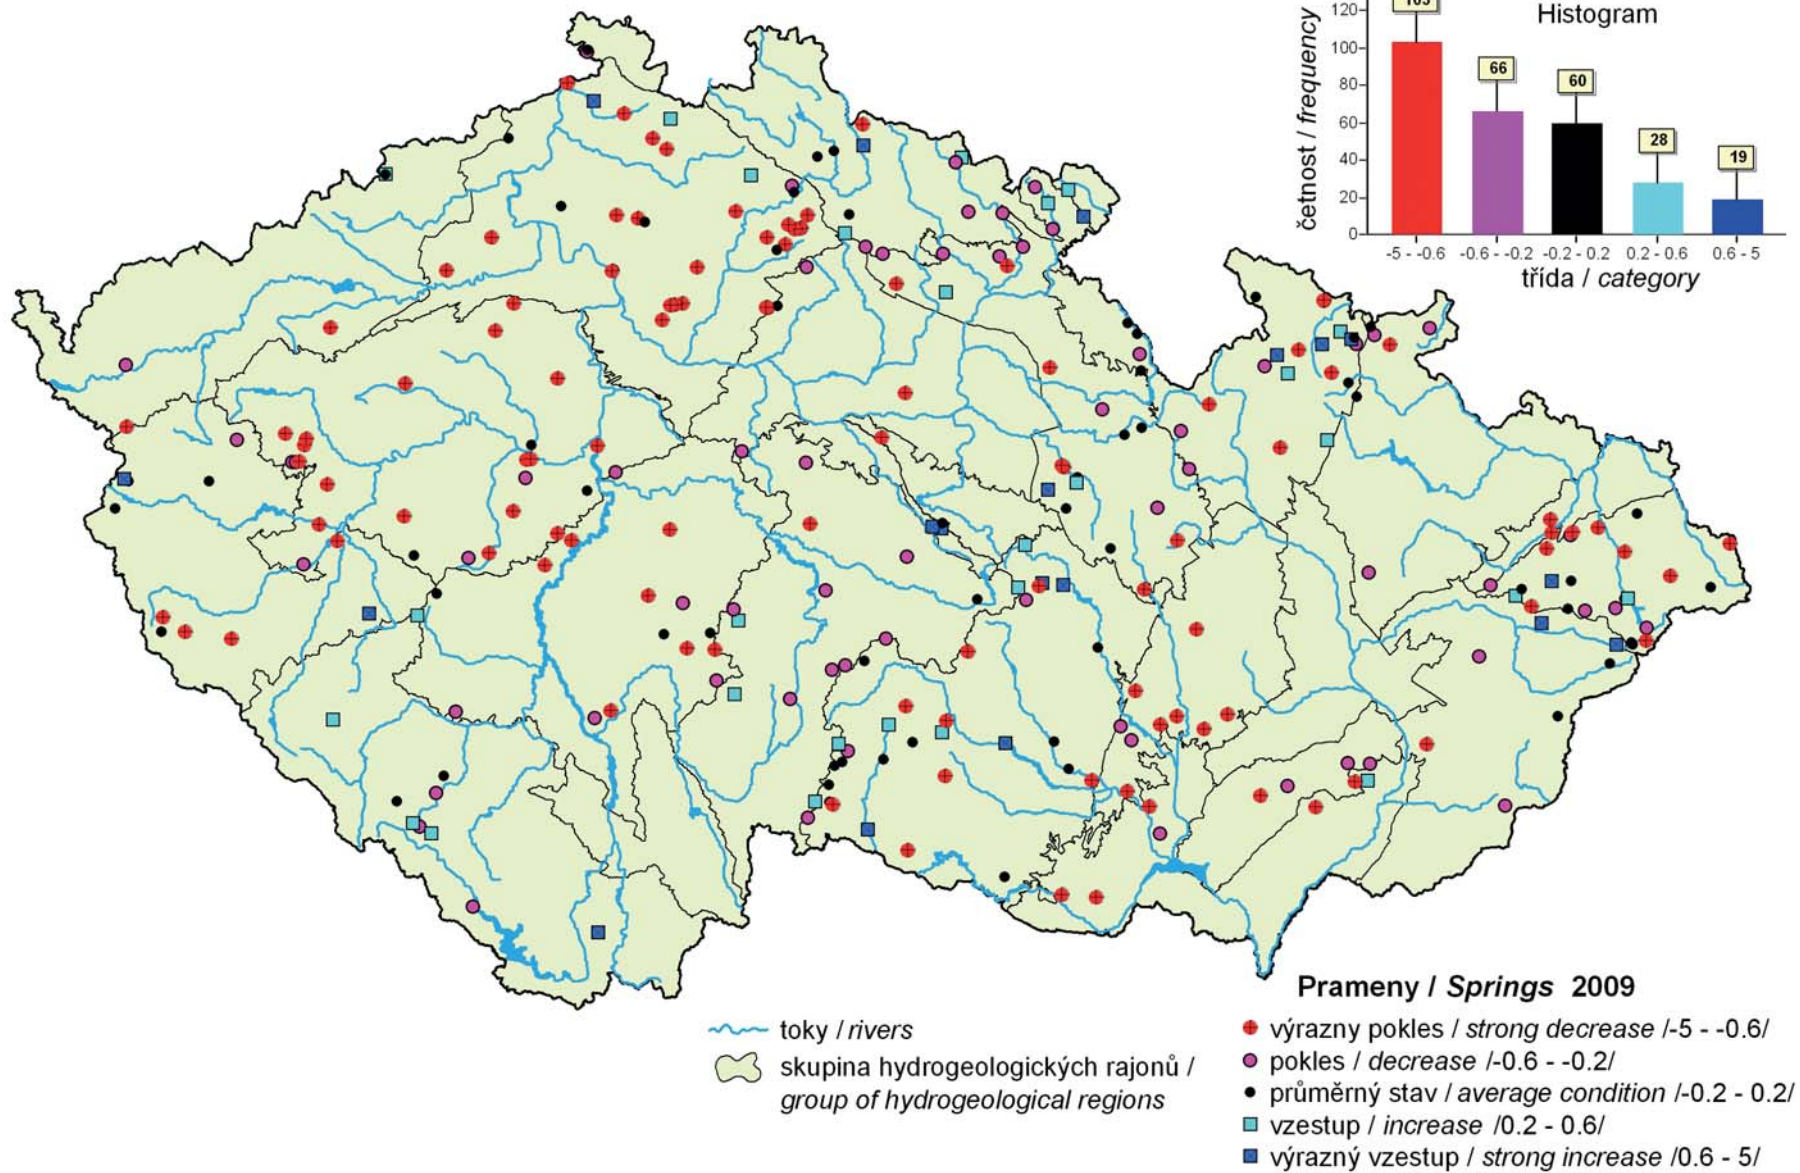 Histogram
četnost / frequency
120
100
80
60
40
20
0
103
66
60
28
19
-5 - -0.6
-0.6 - -0.2
-0.2 - 0.2
0.2 - 0.6
0.6 - 5
třída / category
Prameny / Springs 2009
toky / rivers
skupina hydrogeologických rajonů /
group of hydrogeological regions
výrazny pokles / strong decrease /-5 - -0.6/
pokles / decrease /-0.6 - -0.2/
průměrný stav / average condition /-0.2 - 0.2/
vzestup / increase /0.2 - 0.6/
výrazný vzestup / strong increase /0.6 - 5/